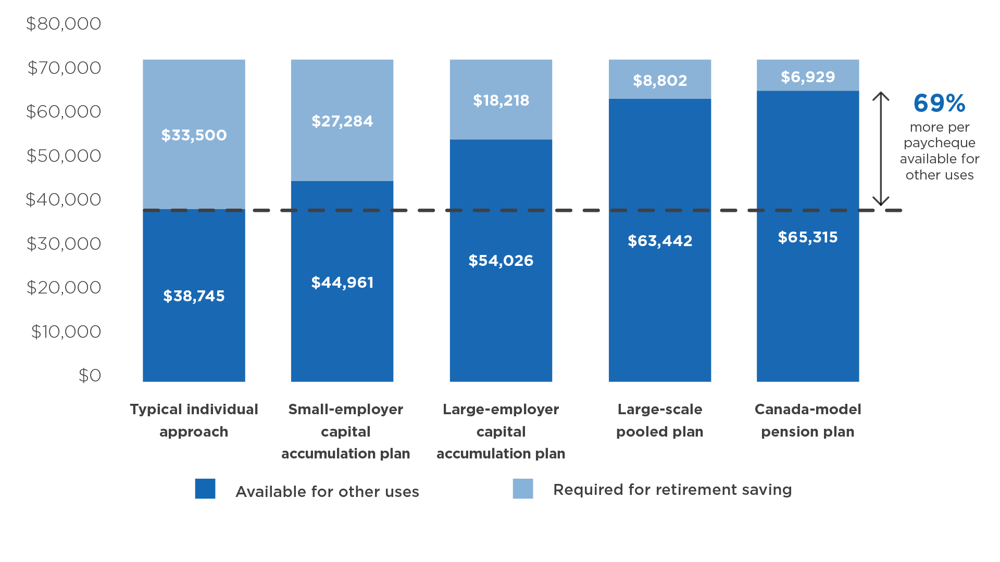 $80,000
$70,000
$60,000
$50,000
$40,000
$30,000
$20,000
$10,000
$0
$33,500
$38,745
$27,284
$44,961
$18,218
$54,026
$8,802
$63,442
$6,929
$65,315
69%
more per
paycheque
available for
other uses
Typical individual
approach
Small-employer
capital
accumulation plan
Large-employer
capital
accumulation plan
Large-scale
pooled plan
Canada-model
pension plan
Available for other uses
Required for retirement saving